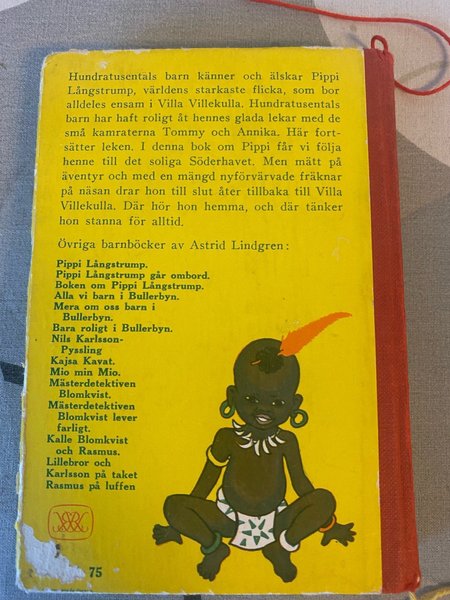 Hundratusentals barn känner och älskar Pippi
Långstrump, världens starkaste flicka, som bor
alldeles ensam i Villa Villekulla. Hundratusentals
barn har haft roligt åt hennes glada lekar med de
små kamraterna Tommy och Annika. Här fort-
sätter leken. I denna bok om Pippi får vi följa
henne till det soliga Söderhavet. Men mätt på
äventyr och med en mängd nyförvärvade fräknar
på näsan drar hon till slut åter tillbaka till Villa
Villekulla. Där hör hon hemma, och där tänker
hon stanna för alltid.
Övriga barnböcker av Astrid Lindgren:
Pippi Långstrump.
Pippi Långstrump går ombord.
Boken om Pippi Långstrump.
Alla vi barn i Bullerbyn.
Mera om oss barn i
Bullerbyn.
Bara roligt i Bullerbyn.
Nils Karlsson-
Pyssling
Kajsa Kavat.
Mio min Mio.
Mästerdetektiven
Blomkvist.
Mästerdetektiven
Blomkvist lever
farligt.
Kalle Blomkvist
och Rasmus.
Lillebror och
Karlsson på taket
Rasmus på luffen
75